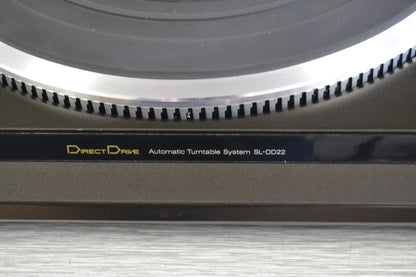 DIRECT DRIVE Automatic Turntable System SL-DD22